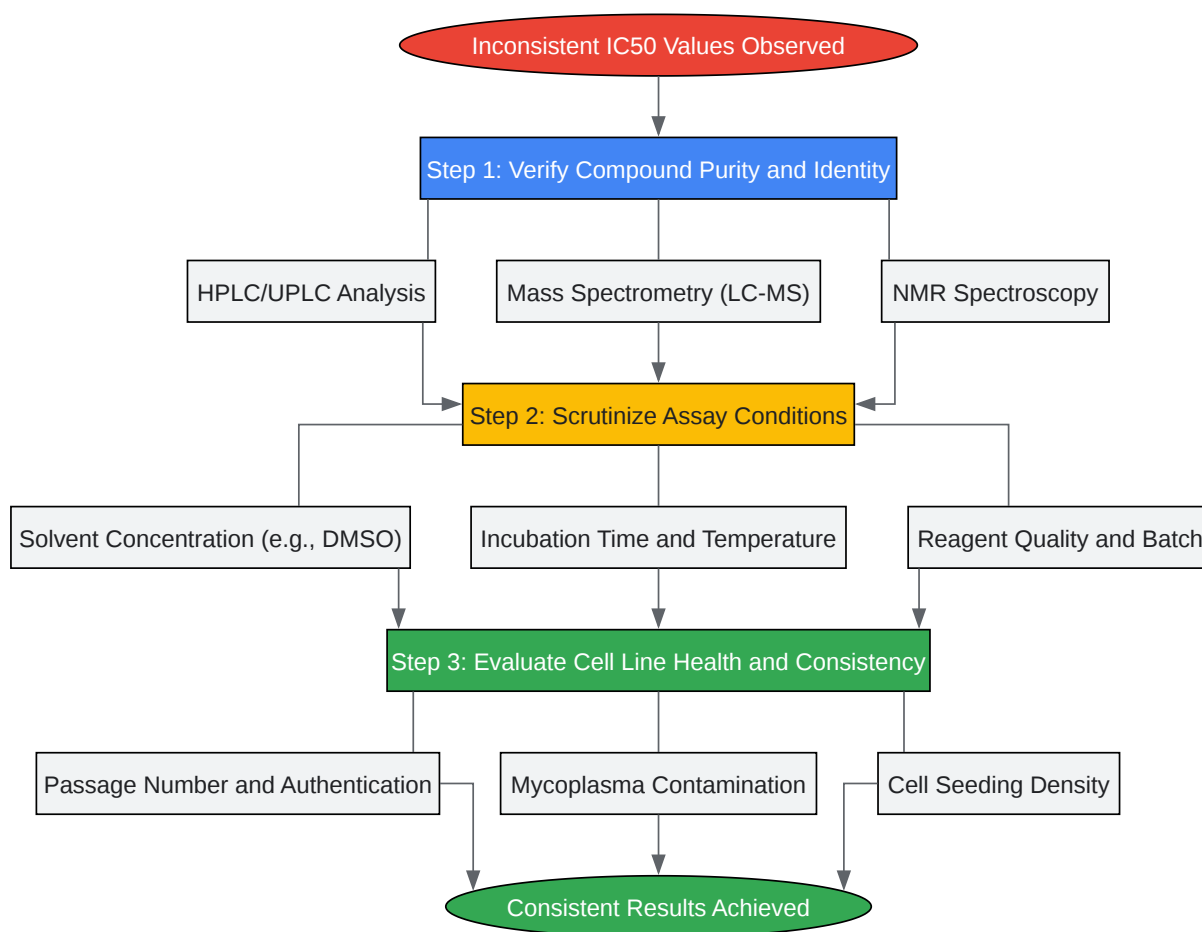 Inconsistent IC50 Values Observed
Step 1: Verify Compound Purity and Identity
HPLC/UPLC Analysis
Mass Spectrometry (LC-MS)
NMR Spectroscopy
Step 2: Scrutinize Assay Conditions
Solvent Concentration (e.g., DMSO)
Incubation Time and Temperature
Reagent Quality and Batch
Step 3: Evaluate Cell Line Health and Consistency
Passage Number and Authentication
Mycoplasma Contamination
Cell Seeding Density
Consistent Results Achieved